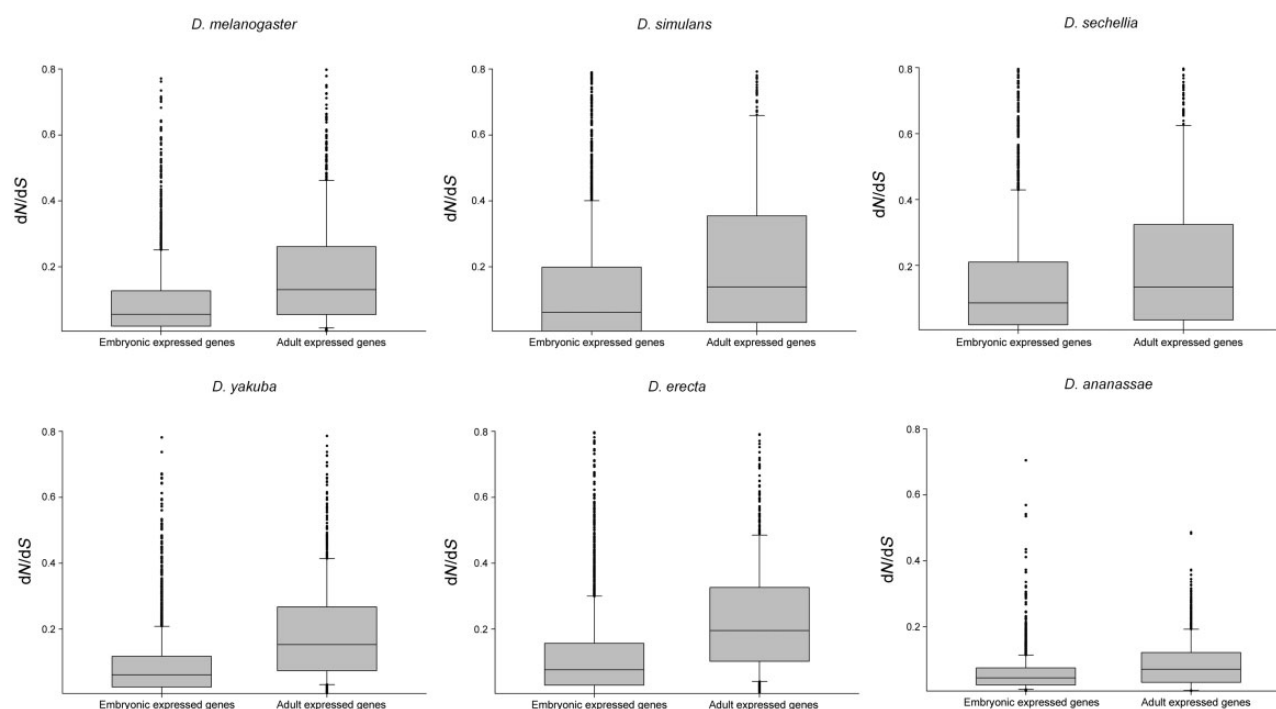 D. melanogaster
0.8
0.6
0.4
0.2
dN/dS
Embryonic expressed genes Adult expressed genes
D. simulans
0.8
0.6
0.4
0.2
dN/dS
Embryonic expressed genes Adult expressed genes
D. sechellia
0.8
0.6
0.4
0.2
dN/dS
Embryonic expressed genes Adult expressed genes
D. yakuba
0.8
0.6
0.4
0.2
dN/dS
Embryonic expressed genes Adult expressed genes
D. erecta
0.8
0.6
0.4
0.2
dN/dS
Embryonic expressed genes Adult expressed genes
D. ananassae
0.8
0.6
0.4
0.2
dN/dS
Embryonic expressed genes Adult expressed genes